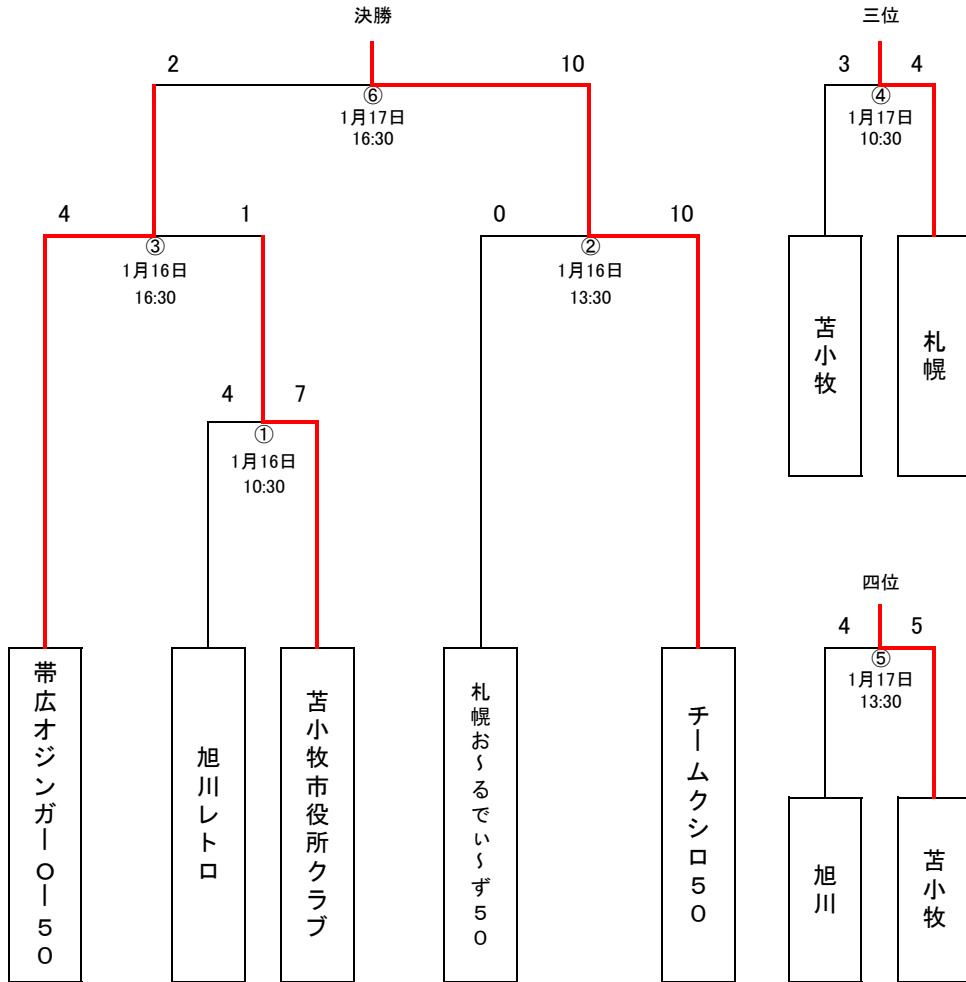 決勝
三位
2
10
3
4
⑥
1月17日
16:30
④
1月17日
10:30
4
1
0
10
③
1月16日
16:30
②
1月16日
13:30
苫小牧
札幌
4
7
①
1月16日
10:30
四位
4
5
⑤
1月17日
13:30
帯広オジンガーO-50
旭川レトロ
苫小牧市役所クラブ
札幌お~るでぃ~ず50
チームクシロ50
旭川
苫小牧